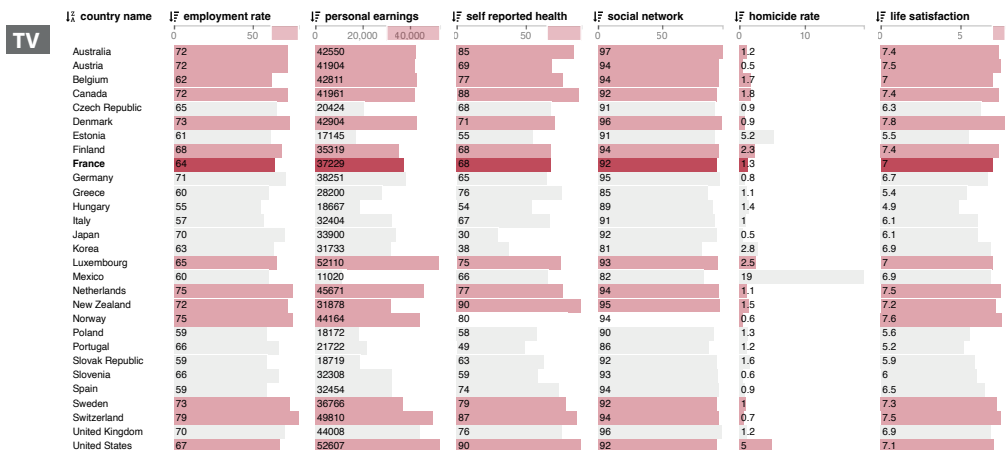 country name employment rate personal earnings self reported health social network homicide rate life satisfaction
0 50 0 20,000 40,000 0 50 0 50 0 10 0 5
TV
Australia 72 42550 85 97 1.2 7.4
Austria 72 41904 69 94 0.5 7.5
Belgium 62 42811 77 94 1.7 7
Canada 72 41961 88 92 1.8 7.4
Czech Republic 65 20424 68 91 0.9 6.3
Denmark 73 42904 71 96 0.9 7.8
Estonia 61 17145 55 91 5.2 5.5
Finland 68 35319 68 94 2.3 7.4
France 64 37229 68 92 1.3 7
Germany 71 38251 65 95 0.8 6.7
Greece 60 28200 76 85 1.1 5.4
Hungary 55 18667 54 89 1.4 4.9
Italy 57 32404 67 91 1 6.1
Japan 70 33900 30 92 0.5 6.1
Korea 63 31733 38 81 2.8 6.9
Luxembourg 65 52110 75 93 2.5 7
Mexico 60 11020 66 82 19 6.9
Netherlands 75 45671 77 94 1.1 7.5
New Zealand 72 31878 90 95 1.5 7.2
Norway 75 44164 80 94 0.6 7.6
Poland 59 18172 58 90 1.3 5.6
Portugal 66 21722 49 86 1.2 5.2
Slovak Republic 59 18719 63 92 1.6 5.9
Slovenia 66 32308 59 93 0.6 6
Spain 59 32454 74 94 0.9 6.5
Sweden 73 36766 79 92 1 7.3
Switzerland 79 49810 87 94 0.7 7.5
United Kingdom 70 44008 76 96 1.2 6.9
United States 67 52607 90 92 5 7.1